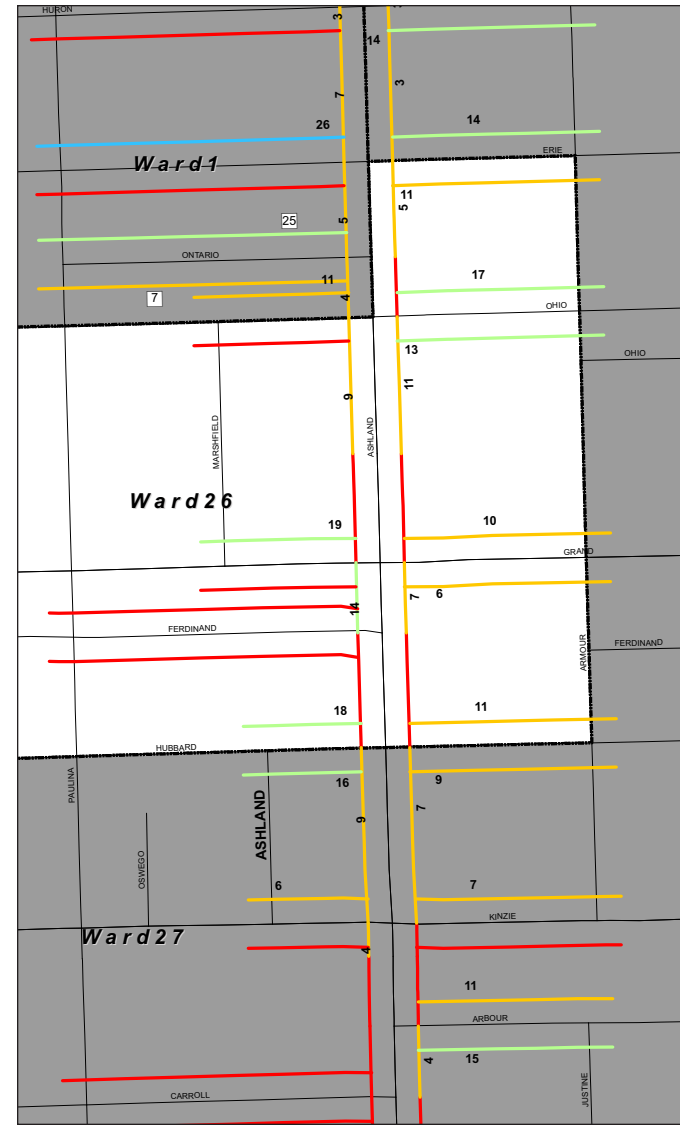 HURON
3
14
7
3
26
14
Ward1
ERIE
11
5
25
5
ONTARIO
17
11
7
4
OHIO
13
OHIO
11
9
MARSHFIELD
ASHLAND
Ward26
19
10
GRAND
7
6
14
FERDINAND
FERDINAND
ARMOUR
18
11
HUBBARD
PAULINA
16
9
7
9
ASHLAND
OSWEGO
6
7
KINZIE
Ward27
4
11
ARBOUR
4
15
CARROLL
JUSTINE